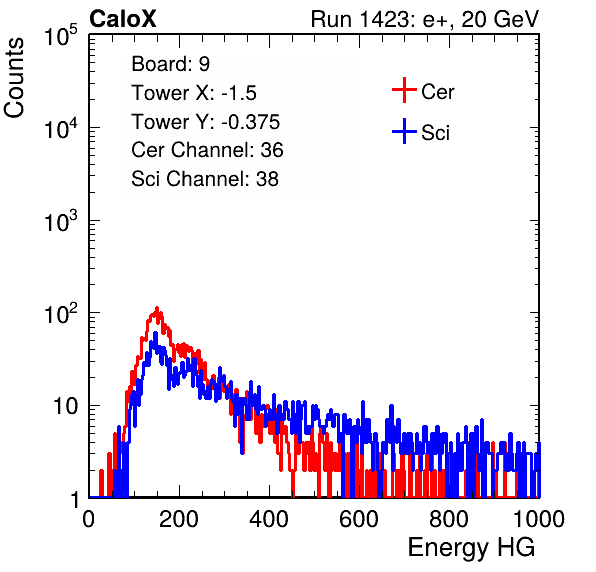 CaloX Run 1423: e+, 20 GeV
Counts
Board: 9
Tower X: -1.5
Tower Y: -0.375
Cer Channel: 36
Sci Channel: 38
Cer
Sci
10^5
10^4
10^3
10^2
10
1
0 200 400 600 800 1000
Energy HG